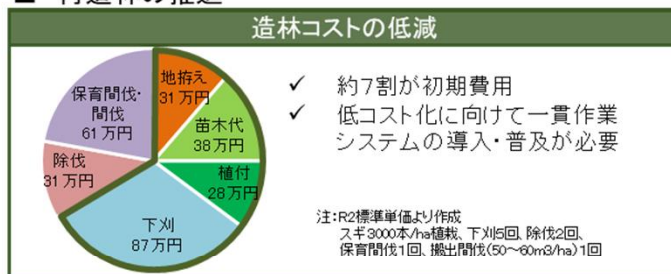 造林コストの低減
地拵え
31万円
苗木代
38万円
植付
28万円
下刈
87万円
除伐
31万円
保育間伐・
間伐
61万円
✓ 約7割が初期費用
✓ 低コスト化に向けて一貫作業
システムの導入・普及が必要
注:R2標準単価より作成
スギ3000本/ha植栽、下刈5回、除伐2回、
保育間伐1回、搬出間伐(50~60m3/ha)1回